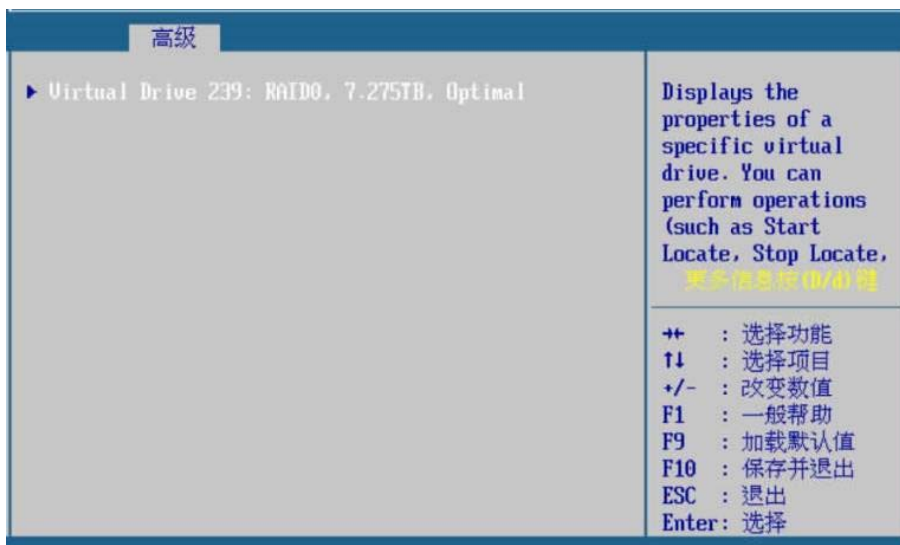 高级
▶ Virtual Drive 239: RAID0, 7.275TB, Optimal
Displays the
properties of a
specific virtual
drive. You can
perform operations
(such as Start
Locate, Stop Locate,
更多信息按(D/d)键
→← : 选择功能
↑↓ : 选择项目
+/- : 改变数值
F1 : 一般帮助
F9 : 加载默认值
F10 : 保存并退出
ESC : 退出
Enter: 选择